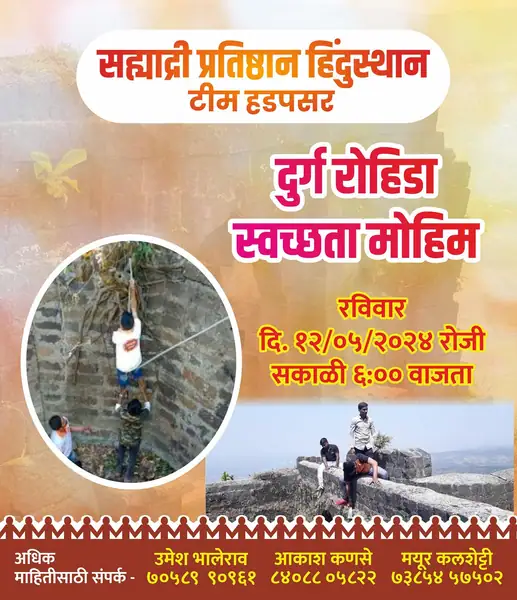 सह्याद्री प्रतिष्ठान हिंदुस्थान
टीम हडपसर
दुर्ग रोहिडा
स्वच्छता मोहिम
रविवार
दि. १२/०५/२०२४ रोजी
सकाळी ६:०० वाजता
अधिक
माहितीसाठी संपर्क -
उमेश भालेराव
७०५८९ ९०९६१
आकाश कणसे
८४०८८ ०५८२२
मयूर कलशेट्टी
७३८५४ ५७५०२